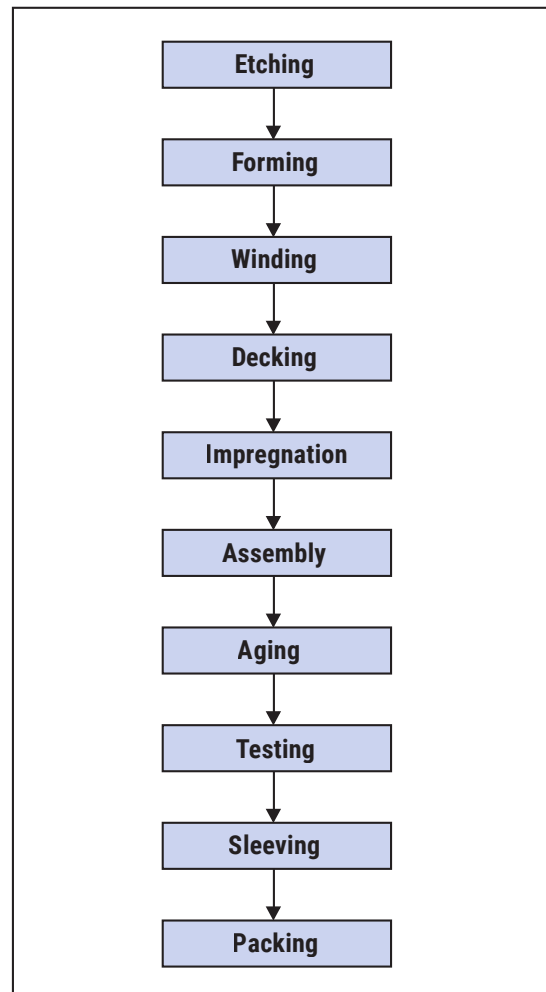 Etching
Forming
Winding
Decking
Impregnation
Assembly
Aging
Testing
Sleeving
Packing